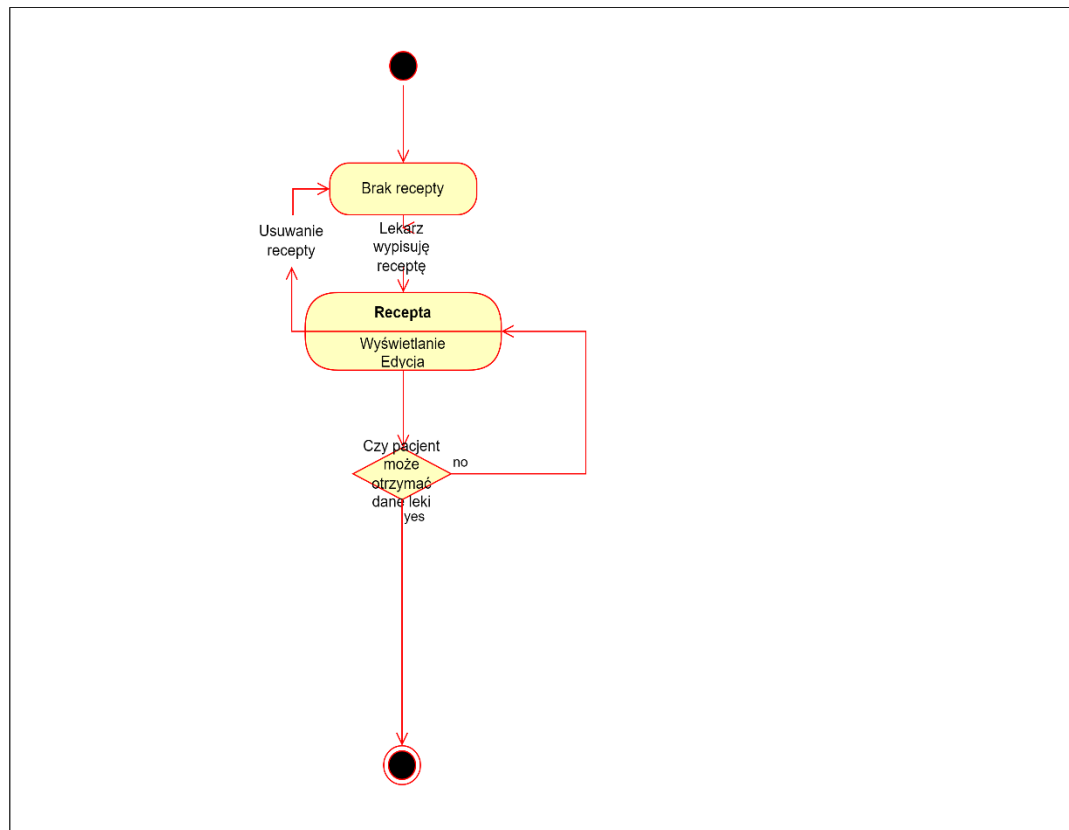 Brak recepty
Usuwanie
recepty
Lekarz
wypisuję
receptę
Recepta
Wyświetlanie
Edycja
Czy pacjent
może
otrzymać
dane leki
no
yes